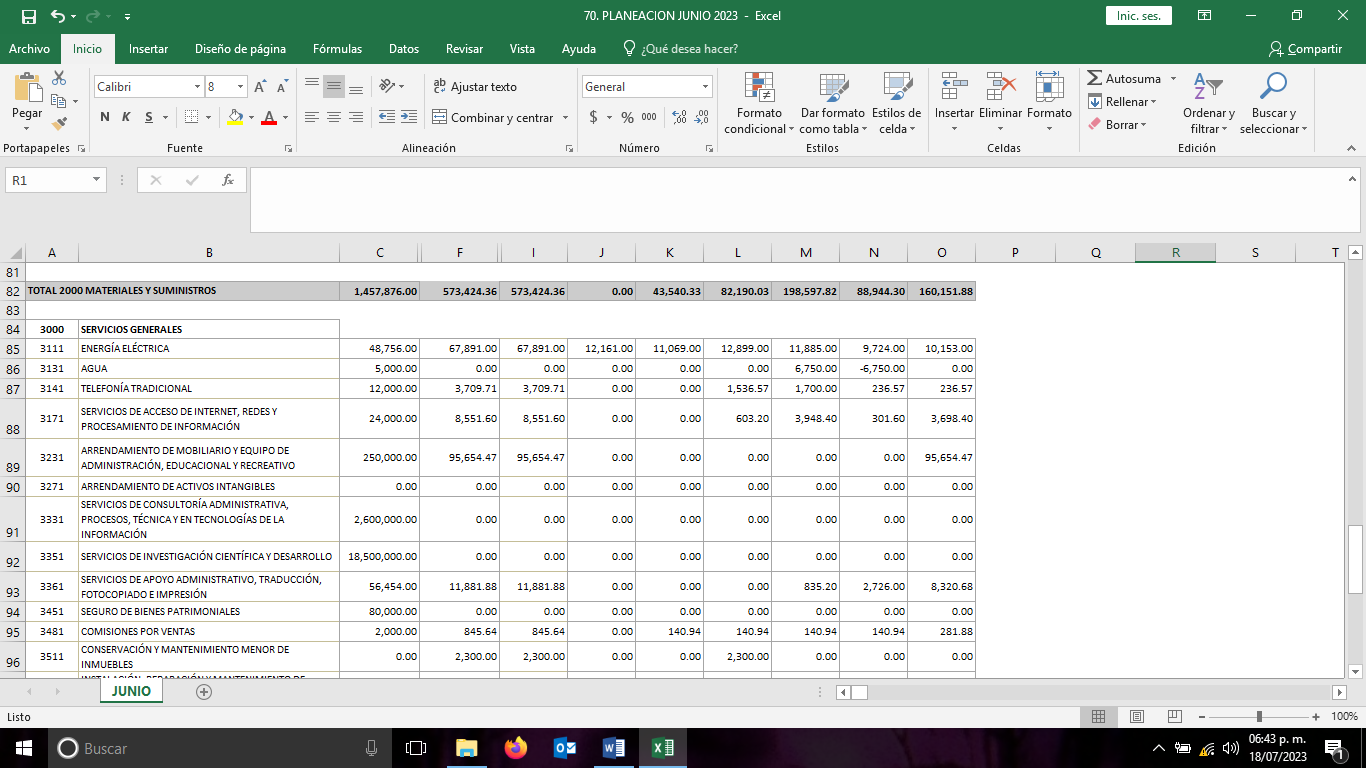 70. PLANEACION JUNIO 2023 - Excel
Inic. ses.
Archivo Inicio Insertar Diseño de página Fórmulas Datos Revisar Vista Ayuda ¿Qué desea hacer? Compartir
Pegar
Calibri 8
N K S
Ajustar texto
Combinar y centrar
General
$ % 000
Formato condicional
Dar formato como tabla
Estilos de celda
Insertar Eliminar Formato
Autosuma
Rellenar
Borrar
Ordenar y filtrar
Buscar y seleccionar
Portapapeles Fuente Alineación Número Estilos Celdas Edición
R1 fx
A B C F I J K L M N O P Q R S T
81
82 TOTAL 2000 MATERIALES Y SUMINISTROS 1,457,876.00 573,424.36 573,424.36 0.00 43,540.33 82,190.03 198,597.82 88,944.30 160,151.88
83
84 3000 SERVICIOS GENERALES
85 3111 ENERGÍA ELÉCTRICA 48,756.00 67,891.00 67,891.00 12,161.00 11,069.00 12,899.00 11,885.00 9,724.00 10,153.00
86 3131 AGUA 5,000.00 0.00 0.00 0.00 0.00 0.00 6,750.00 -6,750.00 0.00
87 3141 TELEFONÍA TRADICIONAL 12,000.00 3,709.71 3,709.71 0.00 0.00 1,536.57 1,700.00 236.57 236.57
88 3171 SERVICIOS DE ACCESO DE INTERNET, REDES Y
PROCESAMIENTO DE INFORMACIÓN 24,000.00 8,551.60 8,551.60 0.00 0.00 603.20 3,948.40 301.60 3,698.40
89 3231 ARRENDAMIENTO DE MOBILIARIO Y EQUIPO DE
ADMINISTRACIÓN, EDUCACIONAL Y RECREATIVO 250,000.00 95,654.47 95,654.47 0.00 0.00 0.00 0.00 0.00 95,654.47
90 3271 ARRENDAMIENTO DE ACTIVOS INTANGIBLES 0.00 0.00 0.00 0.00 0.00 0.00 0.00 0.00 0.00
SERVICIOS DE CONSULTORÍA ADMINISTRATIVA,
91 3331 PROCESOS, TÉCNICA Y EN TECNOLOGÍAS DE LA 2,600,000.00 0.00 0.00 0.00 0.00 0.00 0.00 0.00 0.00
INFORMACIÓN
92 3351 SERVICIOS DE INVESTIGACIÓN CIENTÍFICA Y DESARROLLO 18,500,000.00 0.00 0.00 0.00 0.00 0.00 0.00 0.00 0.00
93 3361 SERVICIOS DE APOYO ADMINISTRATIVO, TRADUCCIÓN,
FOTOCOPIADO E IMPRESIÓN 56,454.00 11,881.88 11,881.88 0.00 0.00 0.00 835.20 2,726.00 8,320.68
94 3451 SEGURO DE BIENES PATRIMONIALES 80,000.00 0.00 0.00 0.00 0.00 0.00 0.00 0.00 0.00
95 3481 COMISIONES POR VENTAS 2,000.00 845.64 845.64 0.00 140.94 140.94 140.94 140.94 281.88
96 3511 CONSERVACIÓN Y MANTENIMIENTO MENOR DE
INMUEBLES 0.00 2,300.00 2,300.00 0.00 0.00 2,300.00 0.00 0.00 0.00
JUNIO
Listo 100%
Buscar
06:43 p. m.
18/07/2023
1